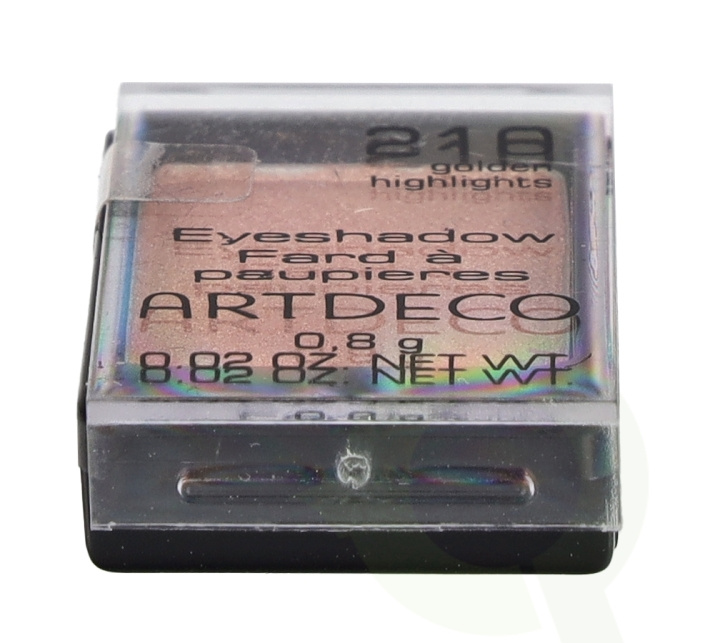 218
golden
highlights
Eyeshadow
Fard à
paupieres
ARTDECO
0,8 g
0.02 OZ. NET WT.